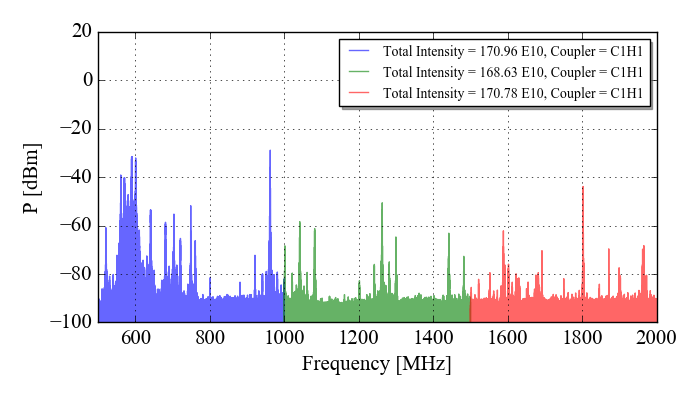 20
0
−20
−40
−60
−80
−100
P [dBm]
Total Intensity = 170.96 E10, Coupler = C1H1
Total Intensity = 168.63 E10, Coupler = C1H1
Total Intensity = 170.78 E10, Coupler = C1H1
600 800 1000 1200 1400 1600 1800 2000
Frequency [MHz]